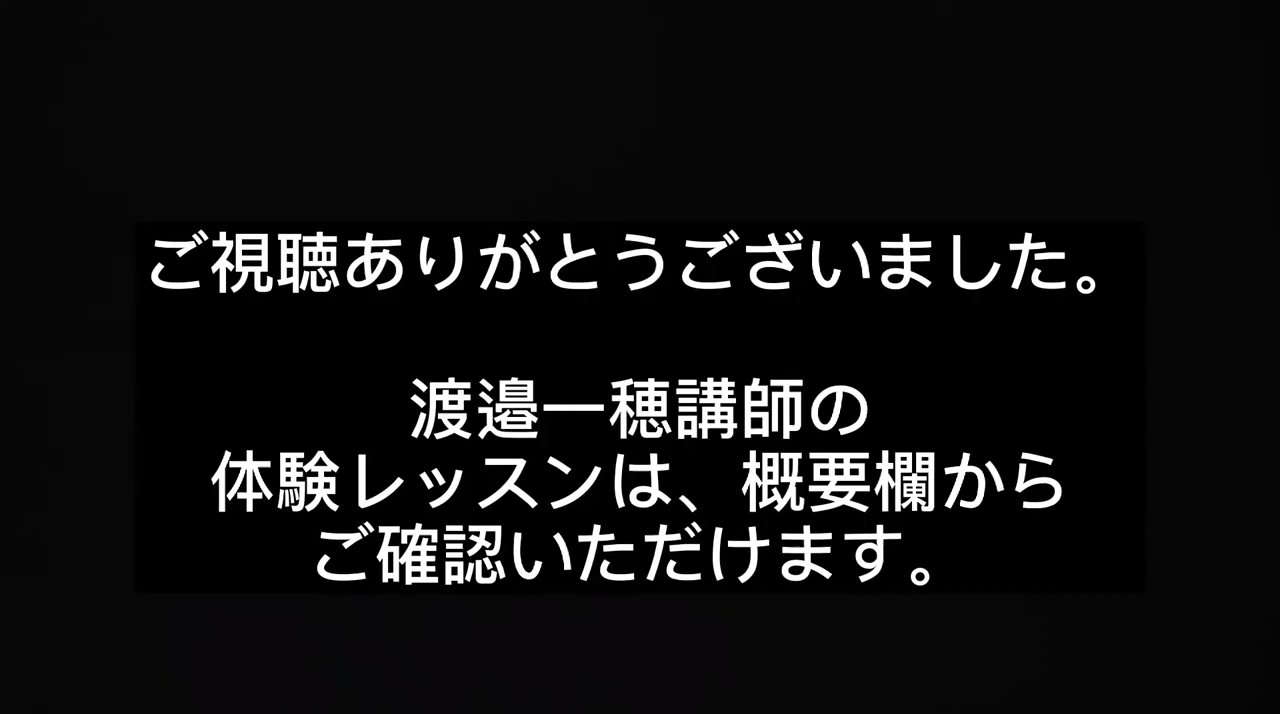 ご視聴ありがとうございました。
渡邉一穂講師の
体験レッスンは、概要欄から
ご確認いただけます。